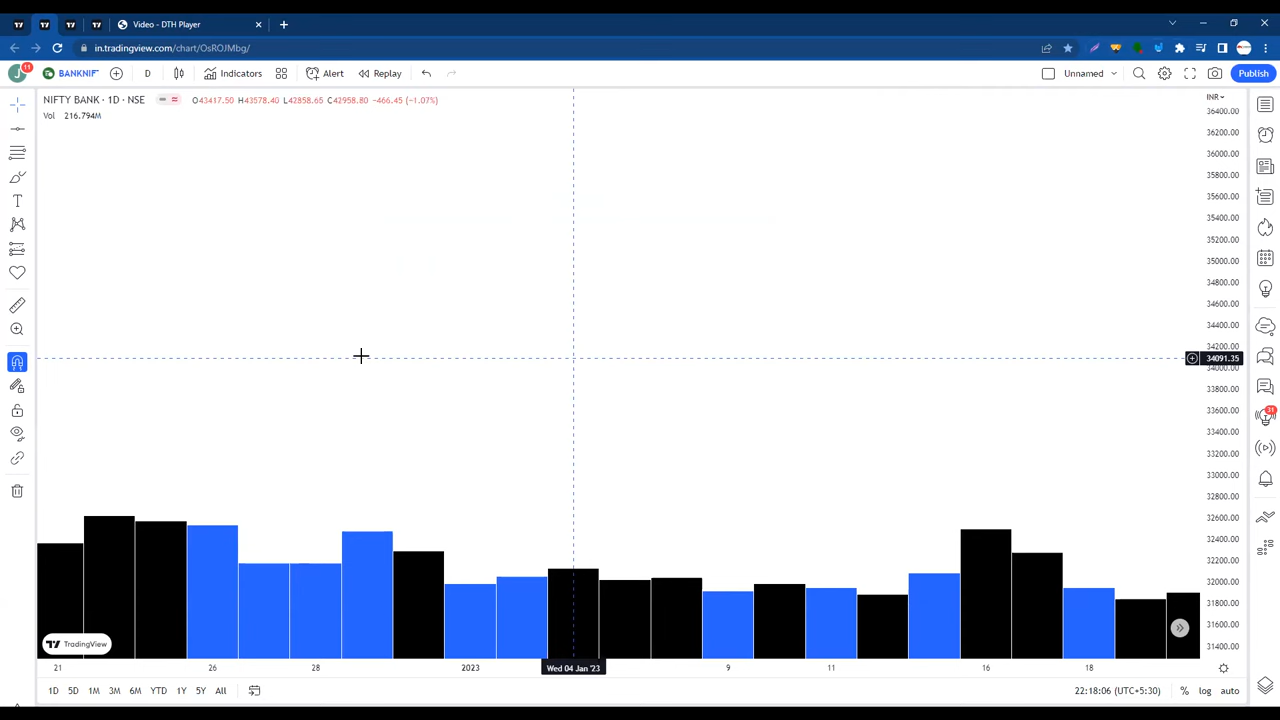 Video - DTH Player
in.tradingview.com/chart/OsROJMbg/
J
11
BANKNIF
D
Indicators
Alert
Replay
Unnamed
Publish
NIFTY BANK · 1D · NSE
O43417.50 H43578.40 L42858.65 C42958.80 −466.45 (−1.07%)
INR
Vol 216.794M
36400.00
36200.00
36000.00
35800.00
35600.00
35400.00
35200.00
35000.00
34800.00
34600.00
34400.00
34200.00
34091.35
34000.00
33800.00
33600.00
33400.00
31
33200.00
33000.00
32800.00
32600.00
32400.00
32200.00
32000.00
31800.00
31600.00
31400.00
TradingView
21 26 28 2023 Wed 04 Jan '23 9 11 16 18
1D 5D 1M 3M 6M YTD 1Y 5Y All
22:18:06 (UTC+5:30) % log auto